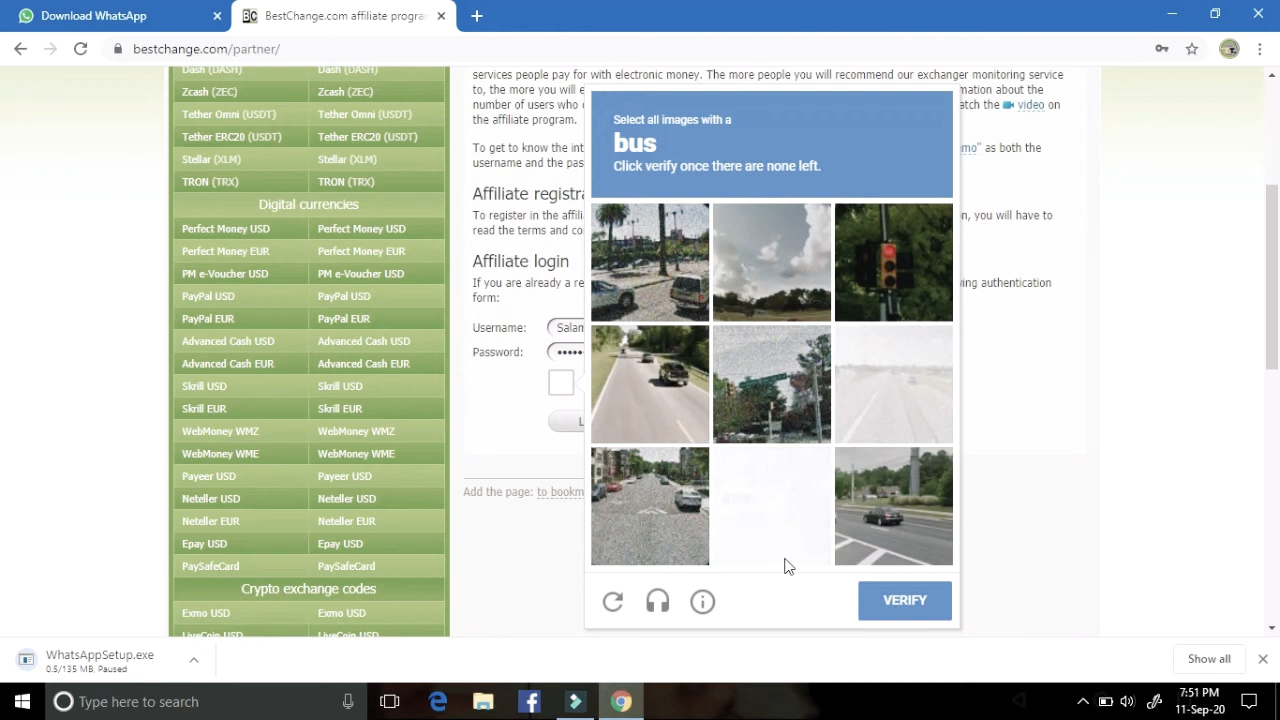 Download WhatsApp
BestChange.com affiliate progra
bestchange.com/partner/
Dash (DASH) Dash (DASH)
Zcash (ZEC) Zcash (ZEC)
Tether Omni (USDT) Tether Omni (USDT)
Tether ERC20 (USDT) Tether ERC20 (USDT)
Stellar (XLM) Stellar (XLM)
TRON (TRX) TRON (TRX)
Digital currencies
Perfect Money USD Perfect Money USD
Perfect Money EUR Perfect Money EUR
PM e-Voucher USD PM e-Voucher USD
PayPal USD PayPal USD
PayPal EUR PayPal EUR
Advanced Cash USD Advanced Cash USD
Advanced Cash EUR Advanced Cash EUR
Skrill USD Skrill USD
Skrill EUR Skrill EUR
WebMoney WMZ WebMoney WMZ
WebMoney WME WebMoney WME
Payeer USD Payeer USD
Neteller USD Neteller USD
Neteller EUR Neteller EUR
Epay USD Epay USD
PaySafeCard PaySafeCard
Crypto exchange codes
Exmo USD Exmo USD
LiveCoin USD LiveCoin USD
services people pay for with electronic money. The more people you will recommend our exchanger monitoring service
to, the more you will e mation about the
number of users who atch the video on
the affiliate program.
To get to know the int mo" as both the
username and the pas
Affiliate registra
To register in the affili n, you will have to
read the terms and co
Affiliate login
If you are already a re ving authentication
form:
Username: Salam
Password:
L
Add the page: to bookm
Select all images with a
bus
Click verify once there are none left.
VERIFY
WhatsAppSetup.exe
0.5/135 MB, Paused
Show all
Type here to search
7:51 PM
11-Sep-20